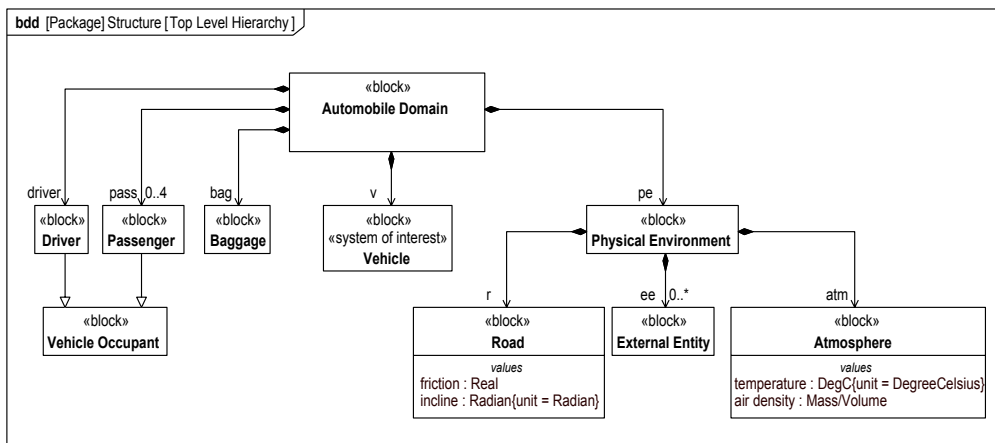 bdd [Package] Structure [Top Level Hierarchy]
«block»
Automobile Domain
driver
pass 0..4
bag
v
pe
«block»
Driver
«block»
Passenger
«block»
Baggage
«block»
«system of interest»
Vehicle
«block»
Physical Environment
«block»
Vehicle Occupant
r
ee 0..*
atm
«block»
Road
values
friction : Real
incline : Radian{unit = Radian}
«block»
External Entity
«block»
Atmosphere
values
temperature : DegC{unit = DegreeCelsius}
air density : Mass/Volume